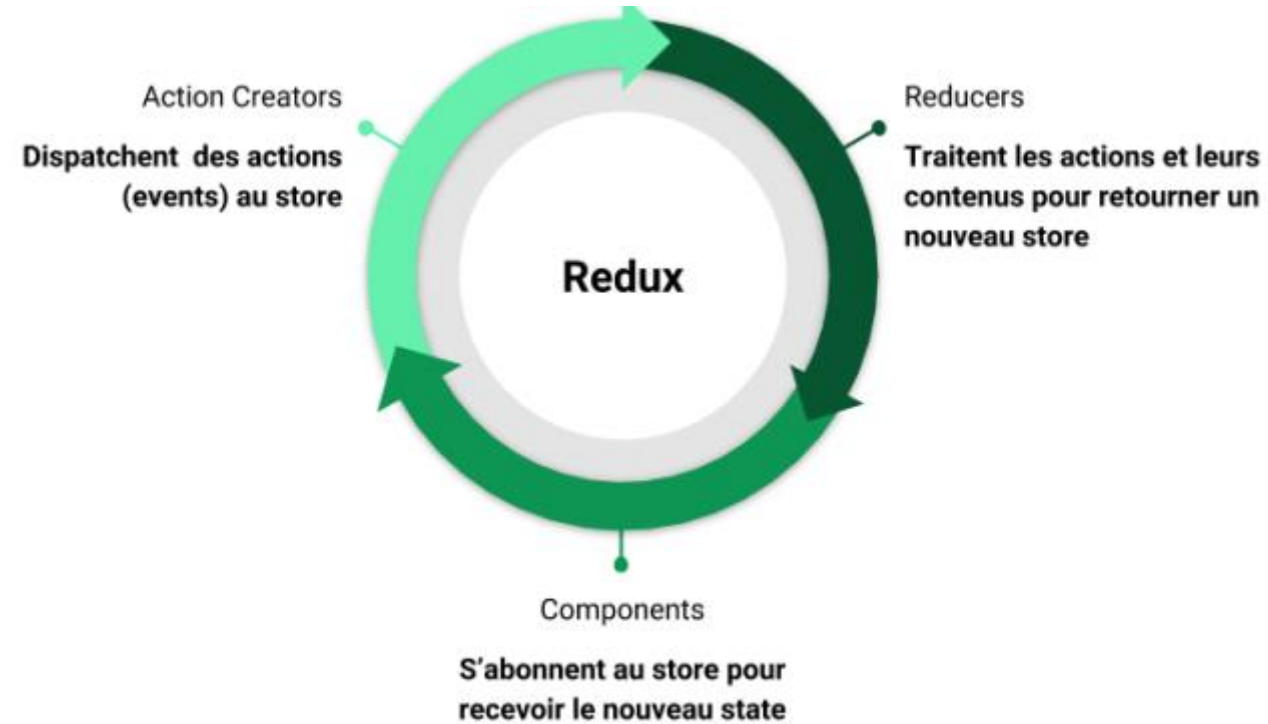 Action Creators
Dispatchent des actions
(events) au store
Reducers
Traitent les actions et leurs
contenus pour retourner un
nouveau store
Redux
Components
S'abonnent au store pour
recevoir le nouveau state